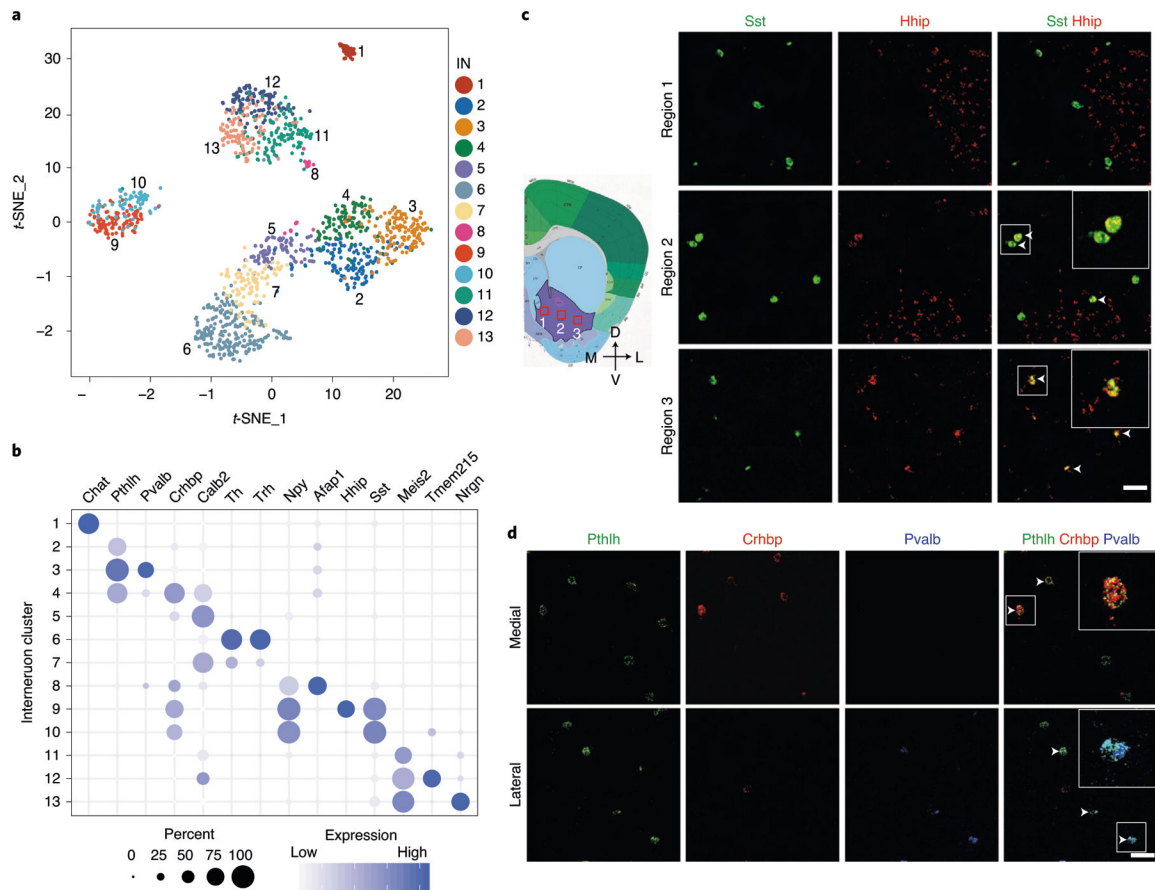 a
t-SNE_2
30
20
10
0
–1
–2
–
–2
–1
0
10
20
t-SNE_1
1
2
3
4
5
6
7
8
9
10
11
12
13
IN
1
2
3
4
5
6
7
8
9
10
11
12
13
b
Chat
Pthlh
Pvalb
Crhbp
Calb2
Th
Trh
Npy
Afap1
Hhip
Sst
Meis2
Tmem215
Nrgn
Interneruon cluster
1
2
3
4
5
6
7
8
9
10
11
12
13
Percent
0 25 50 75 100
Expression
Low High
c
Sst Hhip Sst Hhip
Region 1
Region 2
Region 3
1 2 3
D
M L
V
d
Pthlh Crhbp Pvalb Pthlh Crhbp Pvalb
Medial
Lateral